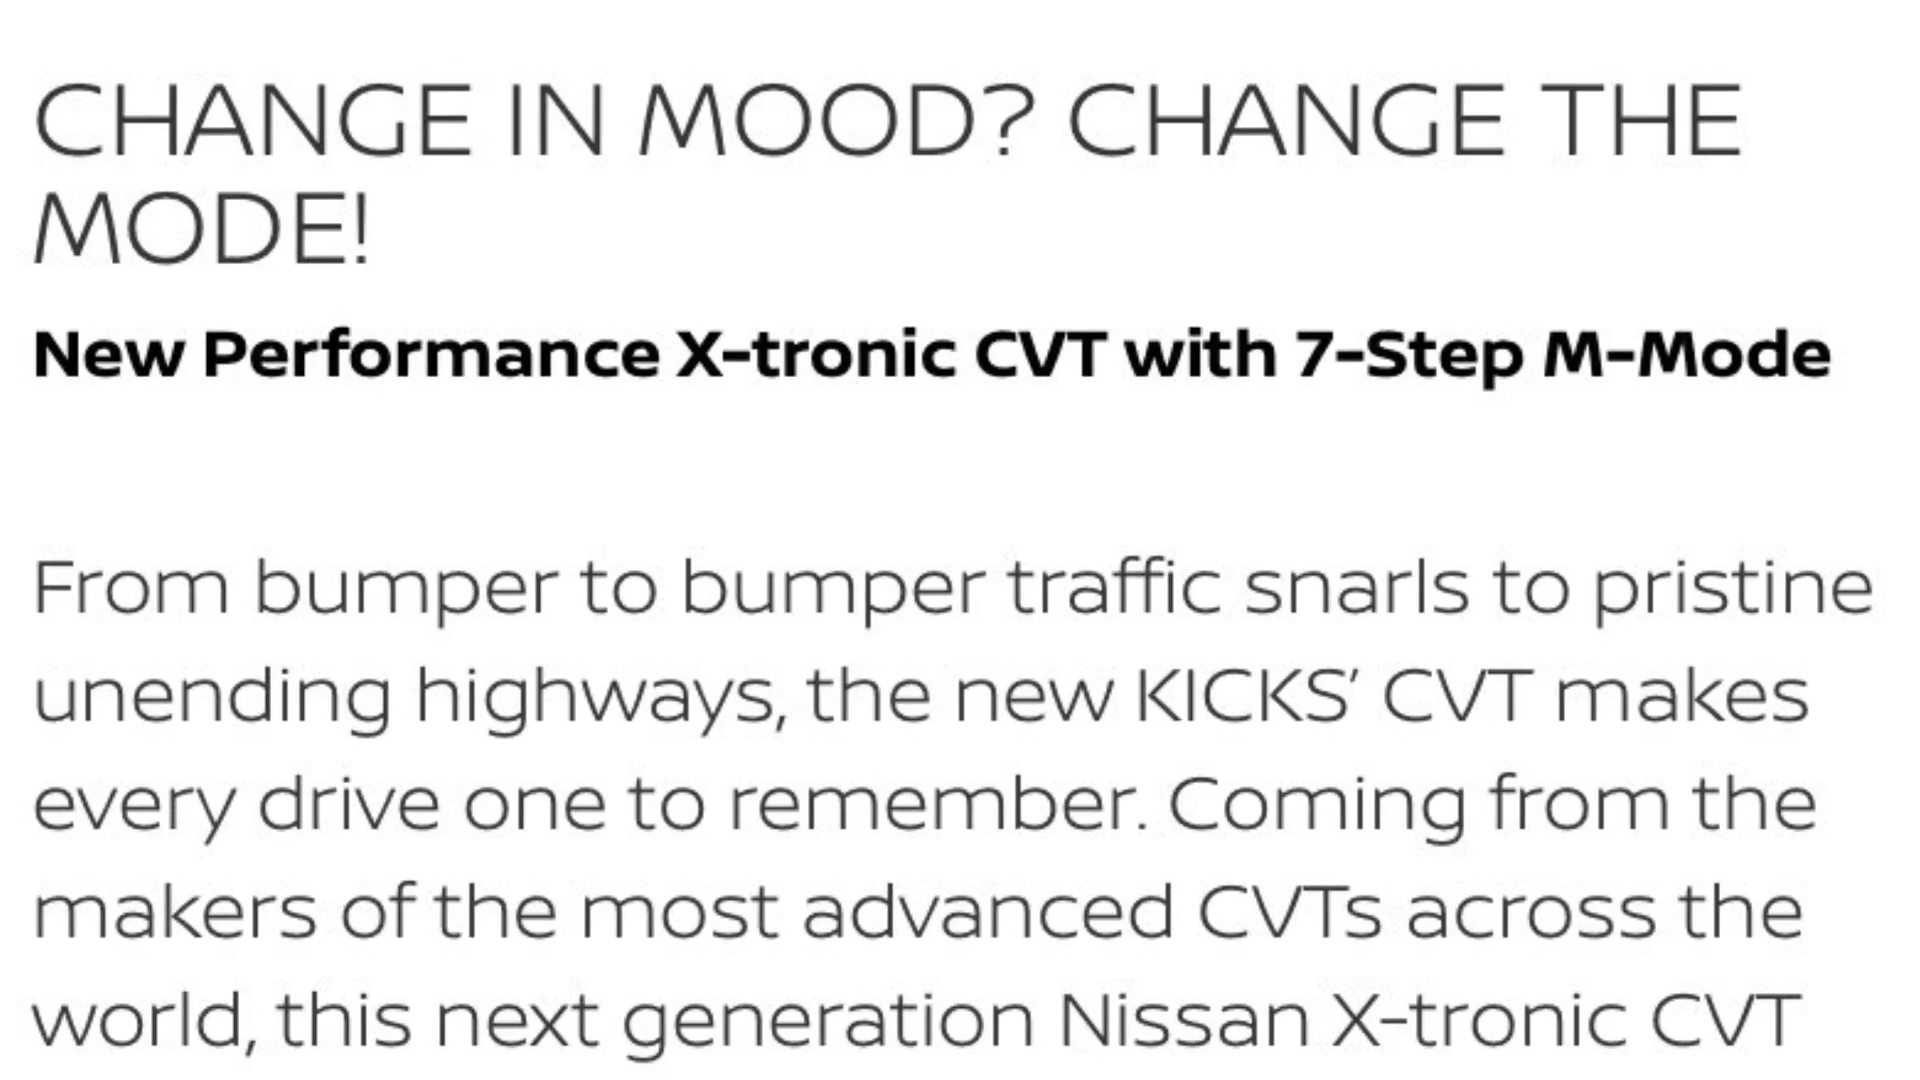 CHANGE IN MOOD? CHANGE THE
MODE!
New Performance X-tronic CVT with 7-Step M-Mode
From bumper to bumper traffic snarls to pristine
unending highways, the new KICKS’ CVT makes
every drive one to remember. Coming from the
makers of the most advanced CVTs across the
world, this next generation Nissan X-tronic CVT